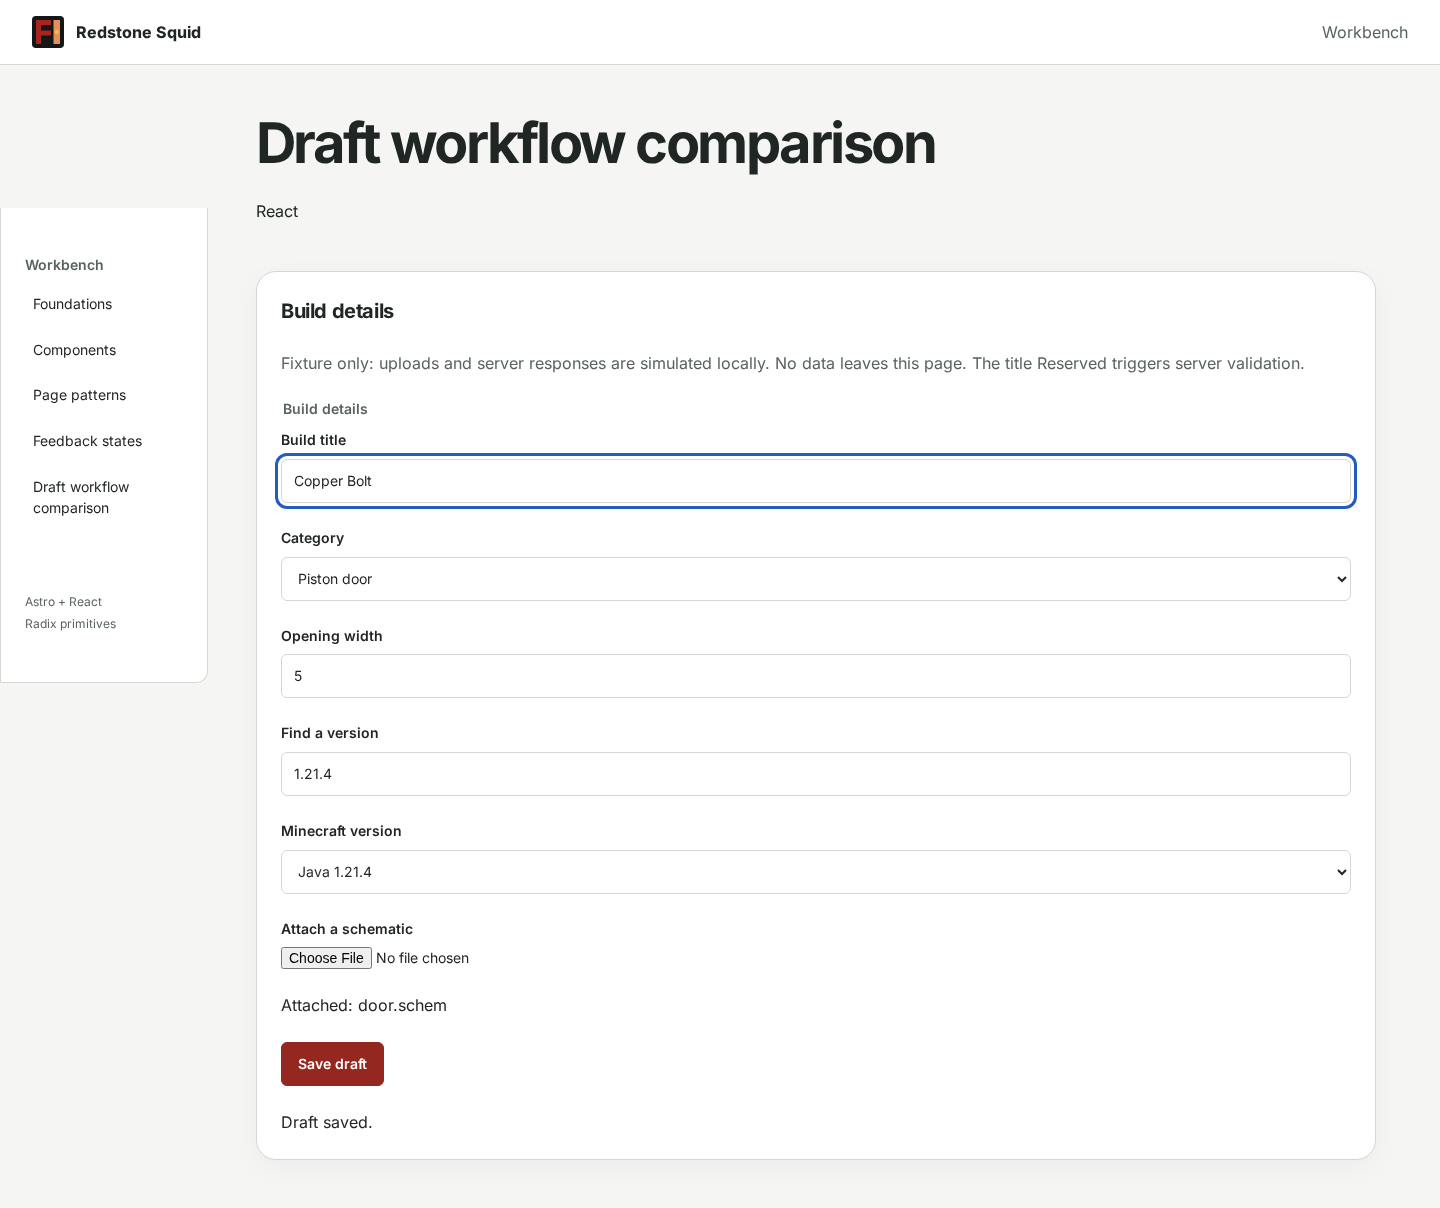 Redstone Squid
Workbench
Draft workflow comparison
React
Workbench
Foundations
Components
Page patterns
Feedback states
Draft workflow
comparison
Astro + React
Radix primitives
Build details
Fixture only: uploads and server responses are simulated locally. No data leaves this page. The title Reserved triggers server validation.
Build details
Build title
Copper Bolt
Category
Piston door
Opening width
5
Find a version
1.21.4
Minecraft version
Java 1.21.4
Attach a schematic
Choose File No file chosen
Attached: door.schem
Save draft
Draft saved.